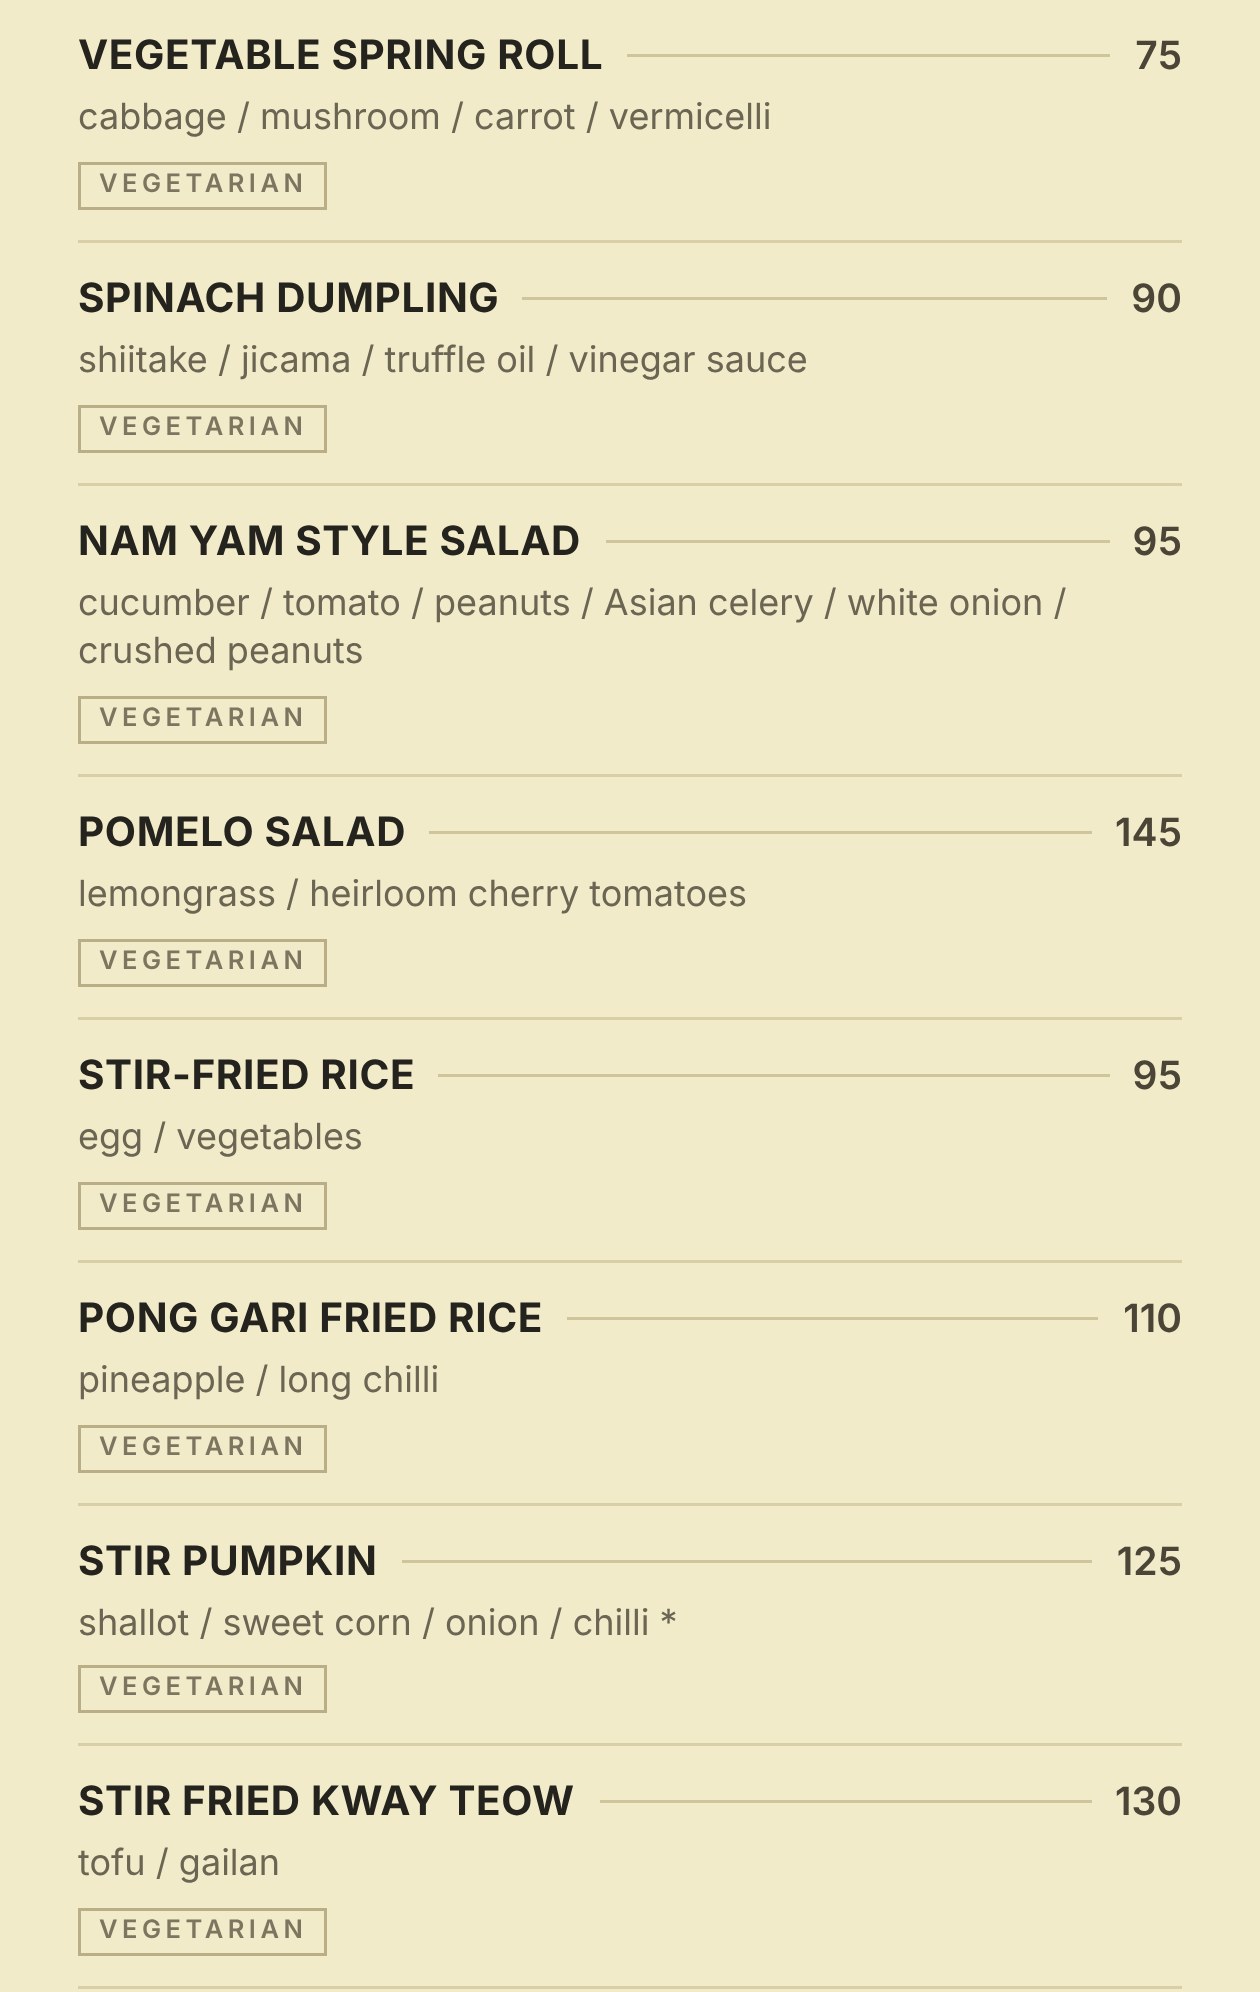 VEGETABLE SPRING ROLL 75
cabbage / mushroom / carrot / vermicelli
VEGETARIAN
SPINACH DUMPLING 90
shiitake / jicama / truffle oil / vinegar sauce
VEGETARIAN
NAM YAM STYLE SALAD 95
cucumber / tomato / peanuts / Asian celery / white onion /
crushed peanuts
VEGETARIAN
POMELO SALAD 145
lemongrass / heirloom cherry tomatoes
VEGETARIAN
STIR-FRIED RICE 95
egg / vegetables
VEGETARIAN
PONG GARI FRIED RICE 110
pineapple / long chilli
VEGETARIAN
STIR PUMPKIN 125
shallot / sweet corn / onion / chilli *
VEGETARIAN
STIR FRIED KWAY TEOW 130
tofu / gailan
VEGETARIAN